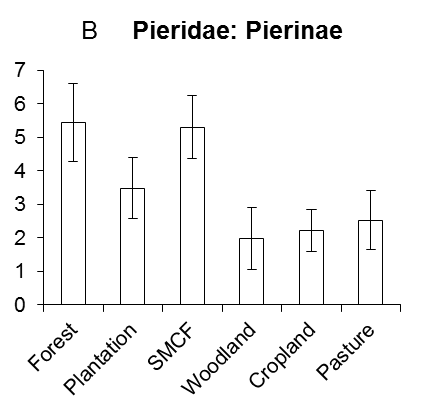 B Pieridae: Pierinae
7
6
5
4
3
2
1
0
Forest
Plantation
SMCF
Woodland
Cropland
Pasture